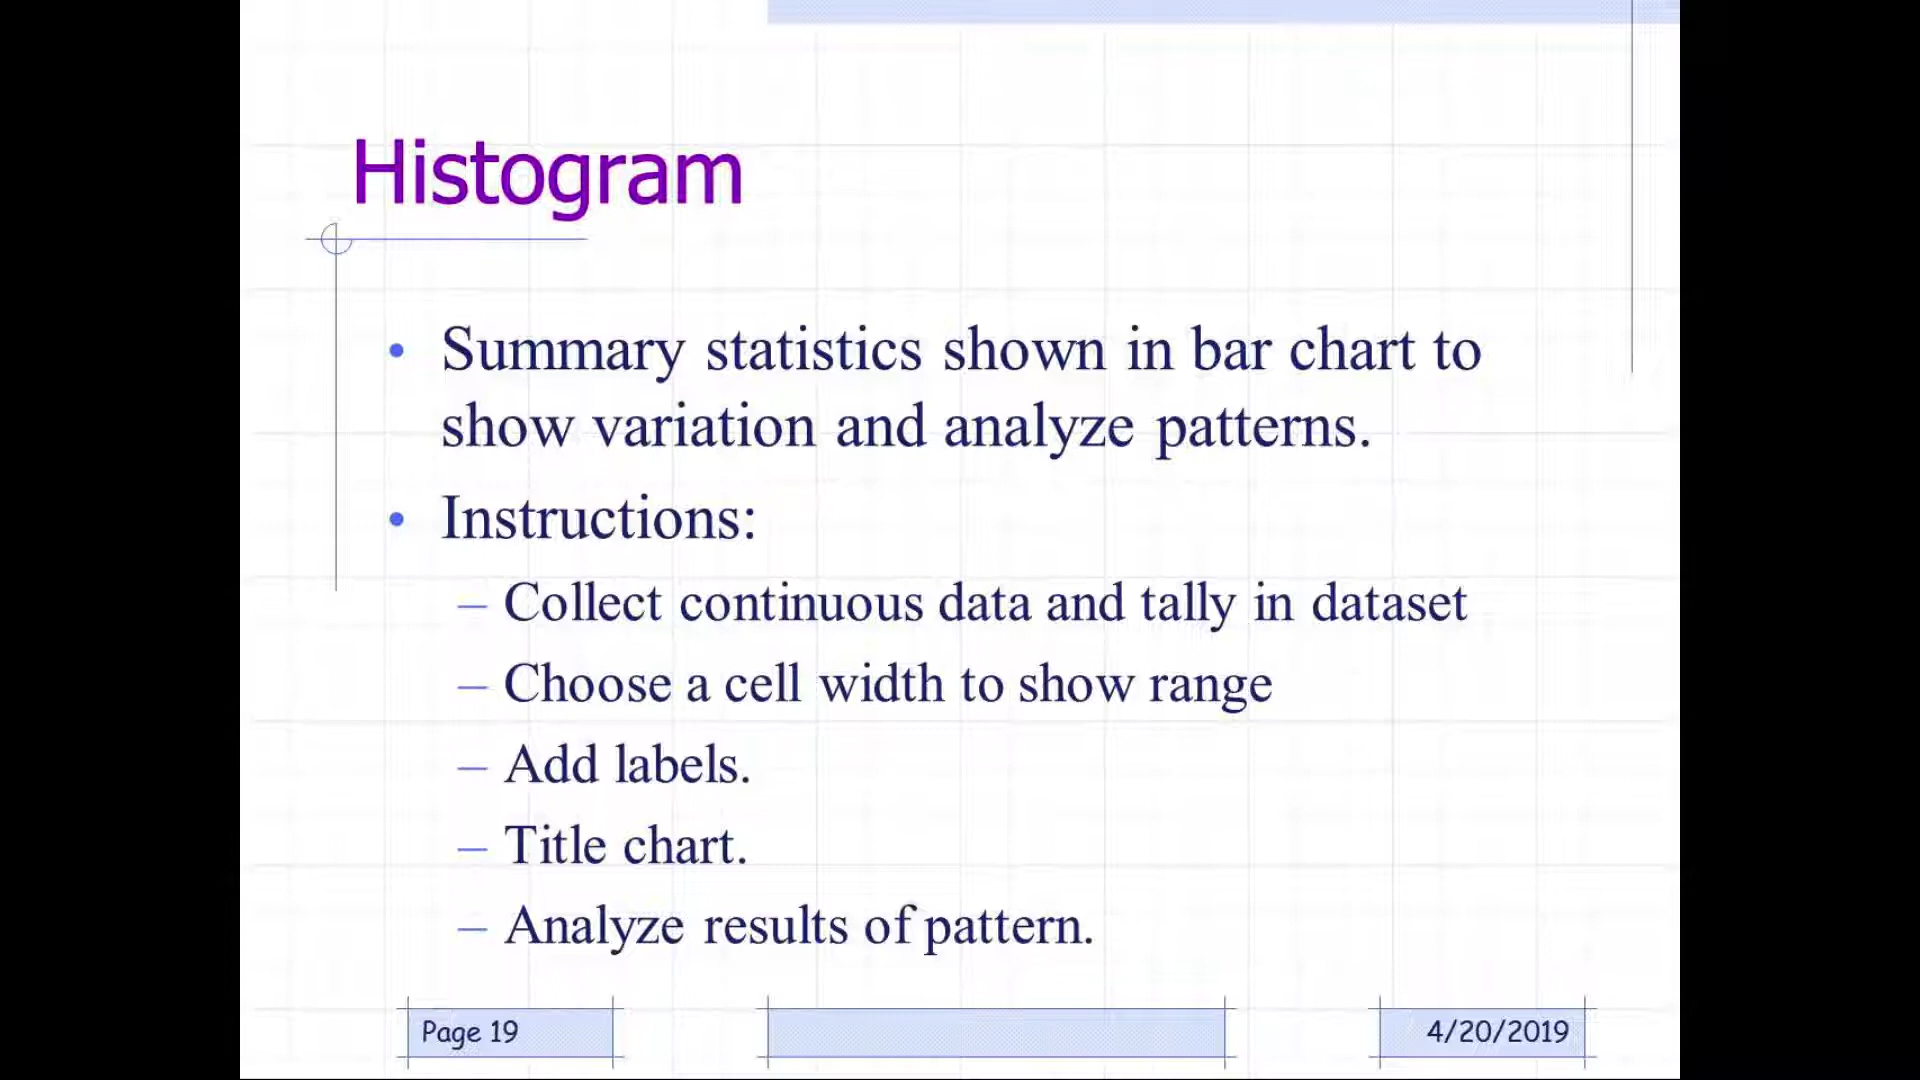 Histogram
• Summary statistics shown in bar chart to
show variation and analyze patterns.
• Instructions:
– Collect continuous data and tally in dataset
– Choose a cell width to show range
– Add labels.
– Title chart.
– Analyze results of pattern.
Page 19
4/20/2019